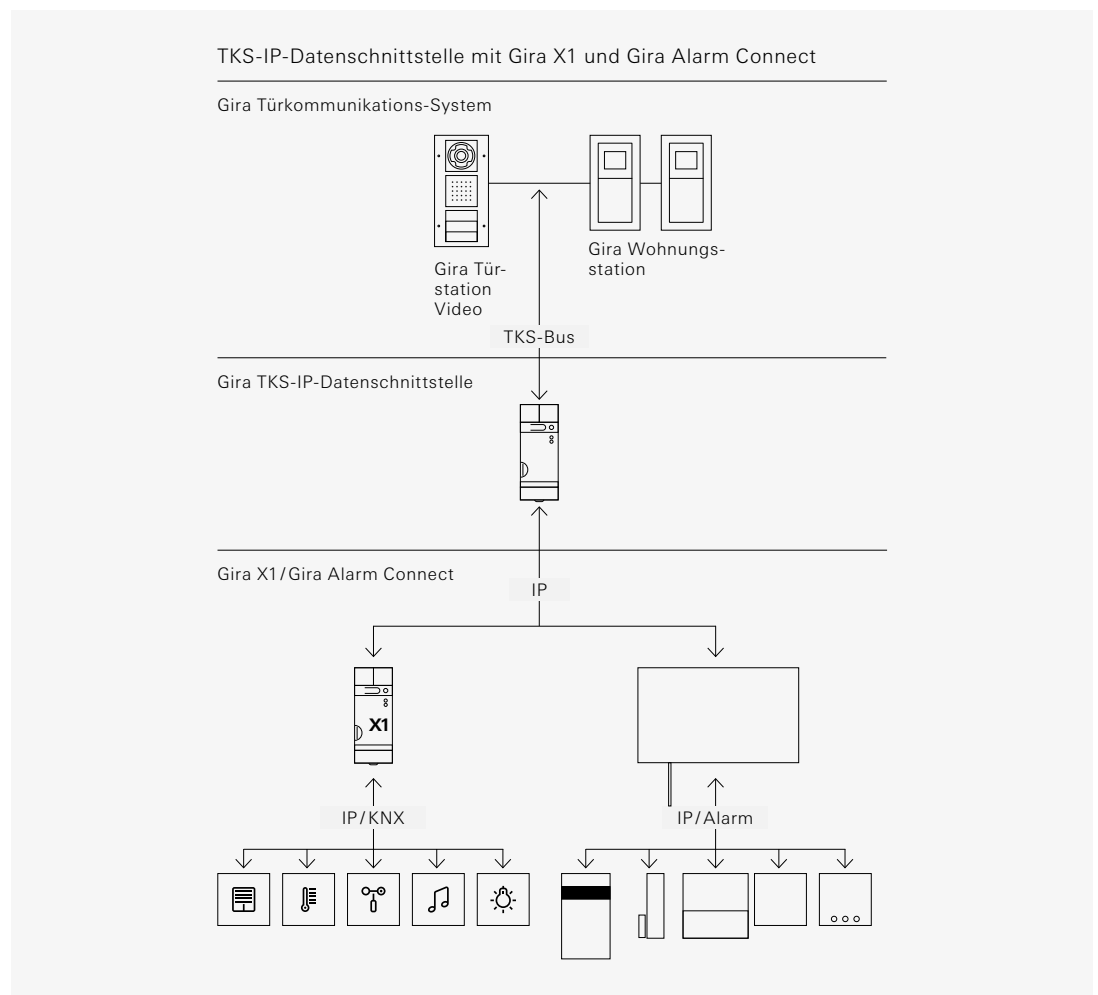 TKS-IP-Datenschnittstelle mit Gira X1 und Gira Alarm Connect
Gira Türkommunikations-System
Gira Tür-
station
Video
Gira Wohnungs-
station
TKS-Bus
Gira TKS-IP-Datenschnittstelle
Gira X1/Gira Alarm Connect
IP
X1
IP/KNX
IP/Alarm